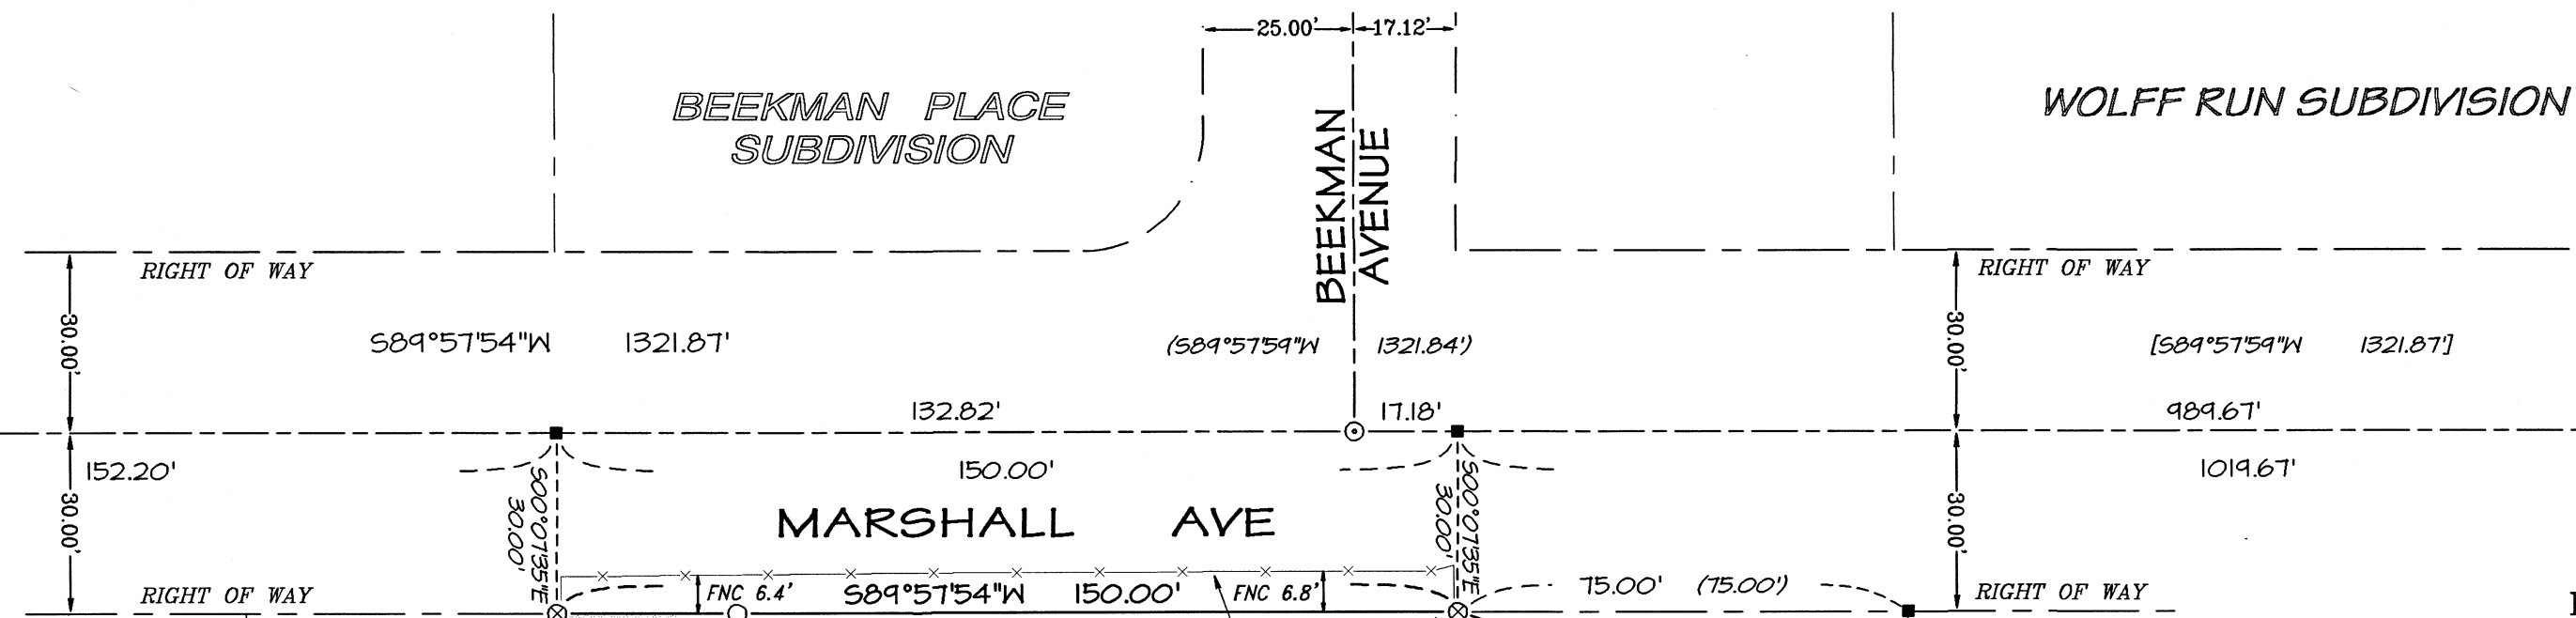 25.00' 17.12'
BEEKMAN PLACE
SUBDIVISION
WOLFF RUN SUBDIVISION
BEEKMAN
AVENUE
RIGHT OF WAY
RIGHT OF WAY
30.00'
S89°57'54"W 1321.87'
(S89°57'59"W 1321.84')
30.00'
[S89°57'59"W 1321.87']
132.82'
17.18'
989.67'
152.20'
150.00'
1019.67'
30.00'
S00°07'35"E
30.00'
MARSHALL AVE
S00°07'35"E
30.00'
30.00'
RIGHT OF WAY
FNC 6.4'
S89°57'54"W 150.00'
FNC 6.8'
75.00' (75.00')
RIGHT OF WAY